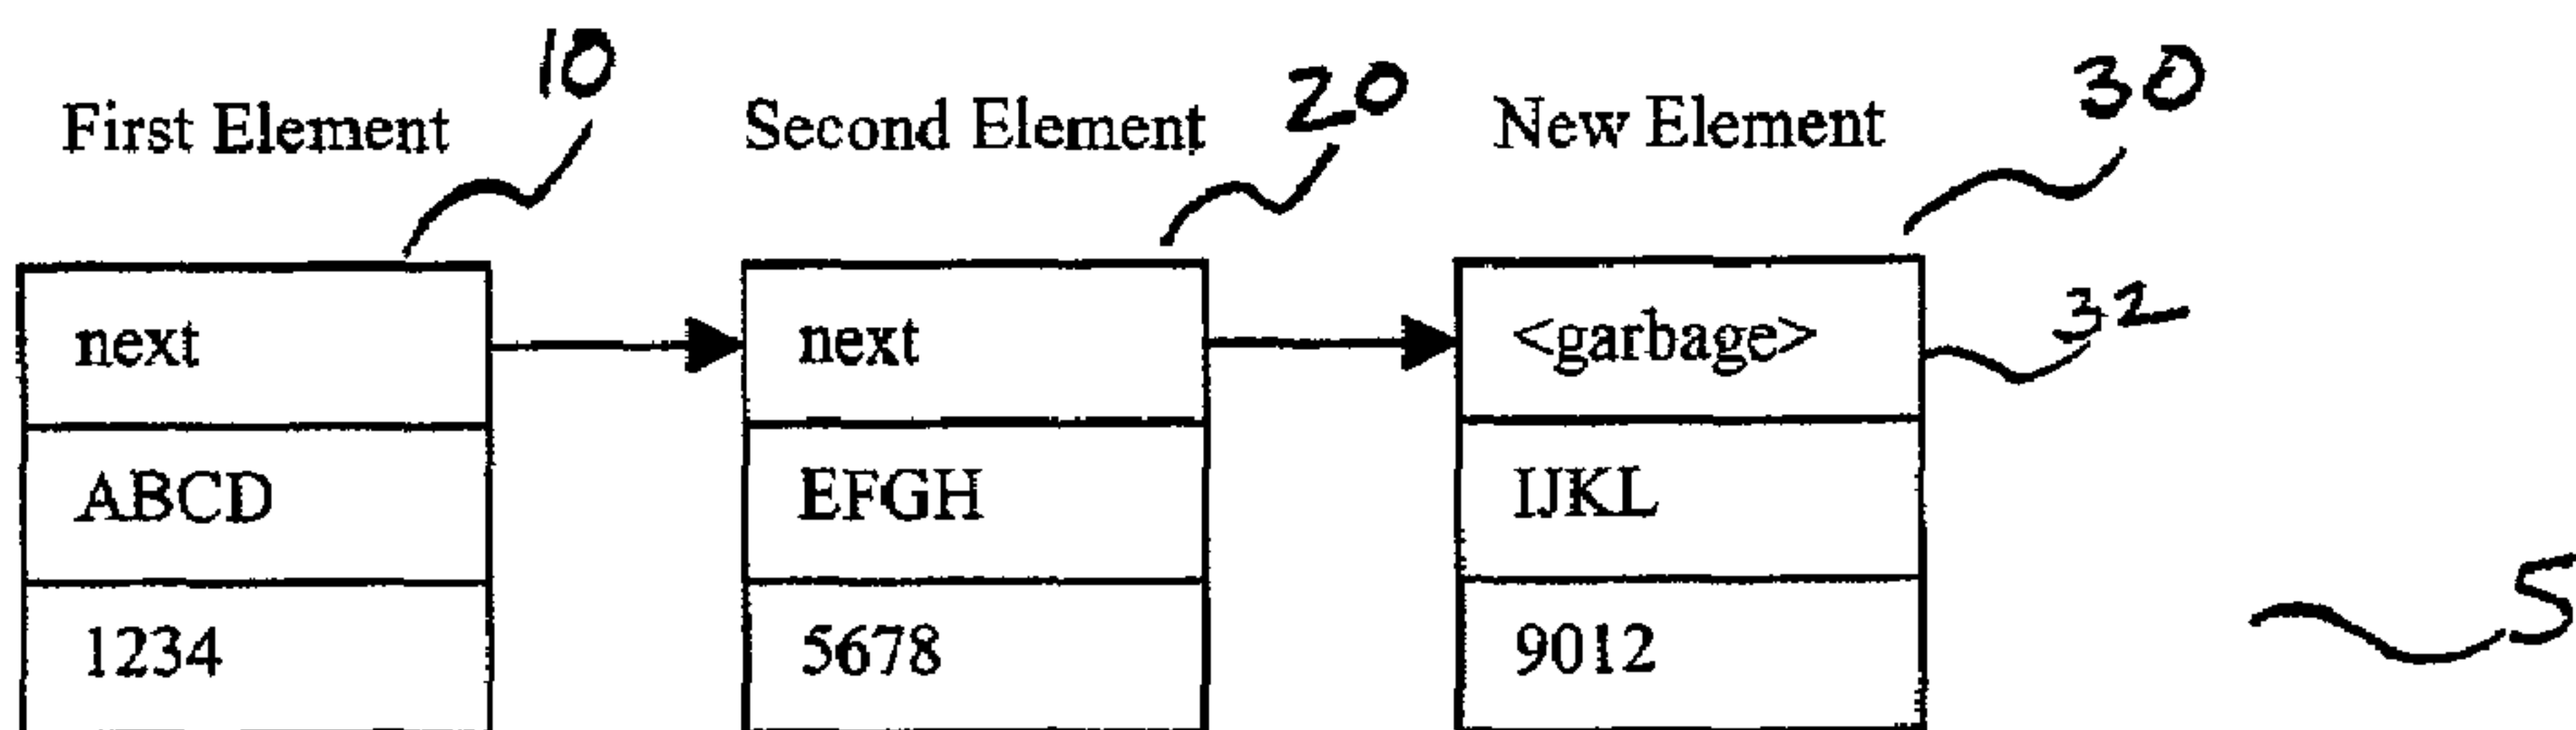 10 20 30
First Element Second Element New Element
next next <garbage> 32
ABCD EFGH IJKL
1234 5678 9012 5